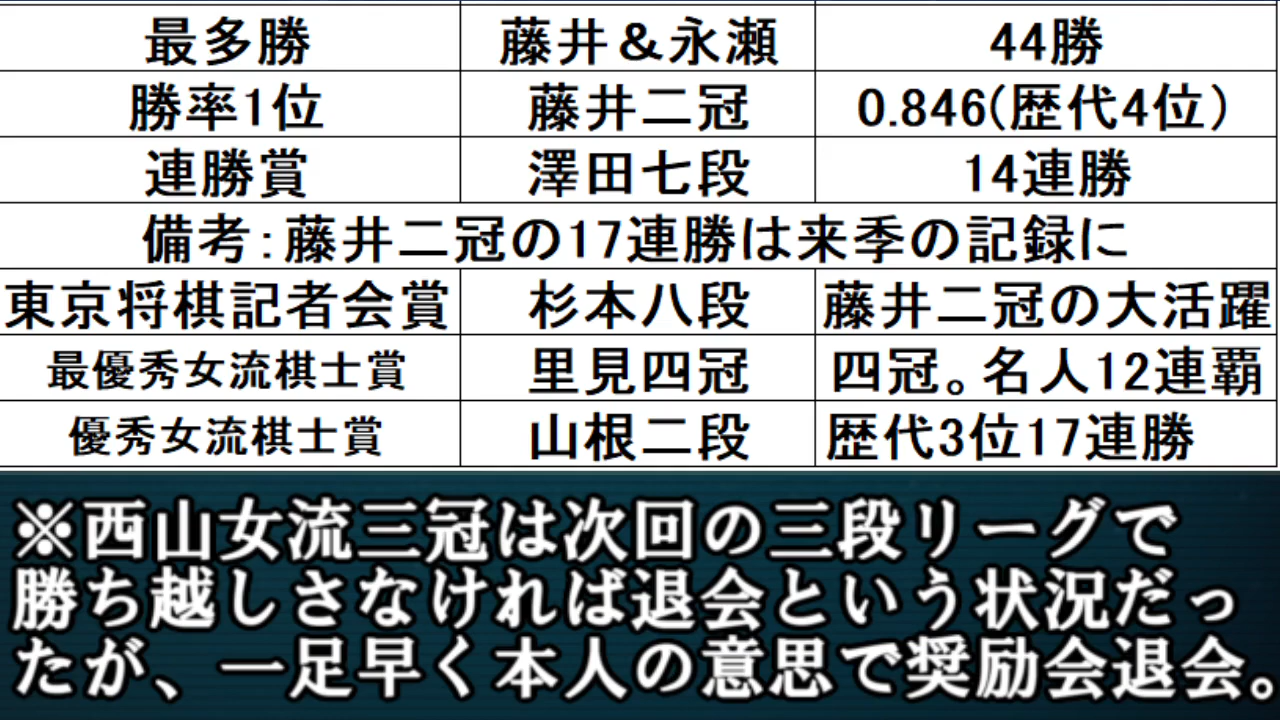 最多勝 藤井&永瀬 44勝
勝率1位 藤井二冠 0.846(歴代4位)
連勝賞 澤田七段 14連勝
備考:藤井二冠の17連勝は来季の記録に
東京将棋記者会賞 杉本八段 藤井二冠の大活躍
最優秀女流棋士賞 里見四冠 四冠。名人12連覇
優秀女流棋士賞 山根二段 歴代3位17連勝
※西山女流三冠は次回の三段リーグで
勝ち越しさなければ退会という状況だっ
たが、一足早く本人の意思で奨励会退会。